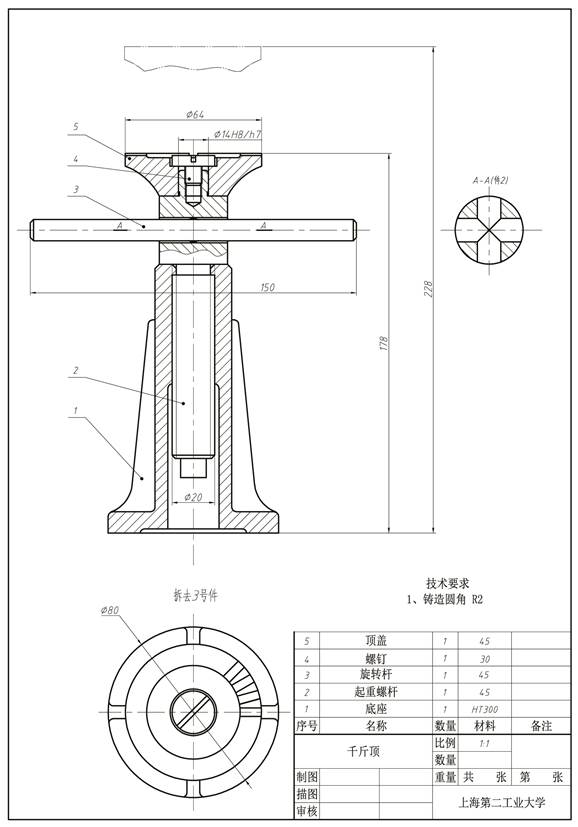 Φ64
Φ14H8/h7
5
4
3
A
A
A-A(件2)
150
178
228
2
1
Φ20
拆去3号件
Φ80
技术要求
1、铸造圆角 R2
5 顶盖 1 45
4 螺钉 1 30
3 旋转杆 1 45
2 起重螺杆 1 45
1 底座 1 HT300
序号 名称 数量 材料 备注
千斤顶 比例 1:1
数量
制图 重量 共 张 第 张
描图 上海第二工业大学
审核